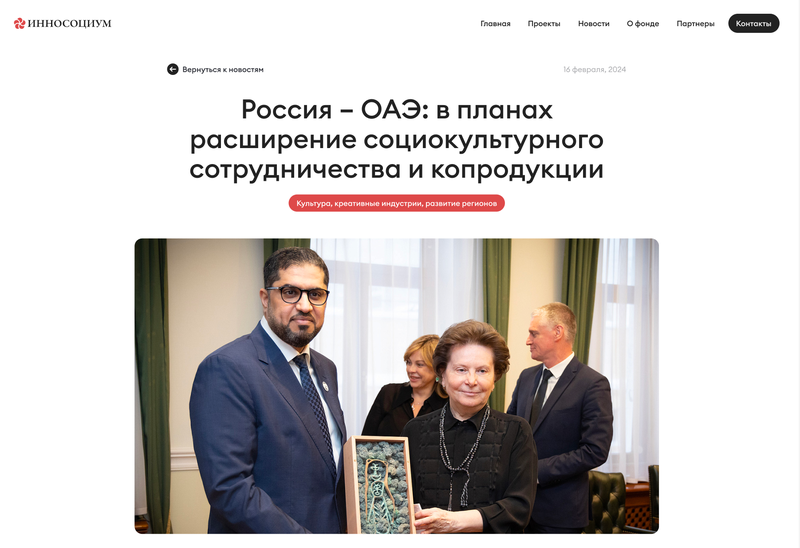 ИННОСОЦИУМ
Главная Проекты Новости О фонде Партнеры Контакты
Вернуться к новостям 16 февраля, 2024
Россия – ОАЭ: в планах
расширение социокультурного
сотрудничества и копродукции
Культура, креативные индустрии, развитие регионов